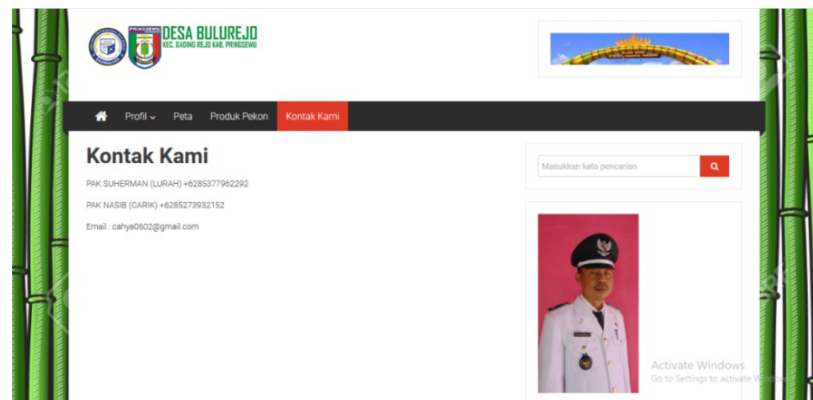 DESA BULUREJO
KEC. GADING REJO KAB. PRINGSEWU
PRINGSEWU
Profil
Peta
Produk Pekon
Kontak Kami
Kontak Kami
PAK SUHERMAN (LURAH) +6285377962292
PAK NASIB (CARIK) +6285273932152
Email : cahya0602@gmail.com
Masukkan kata pencarian
Activate Windows
Go to Settings to activate Windows